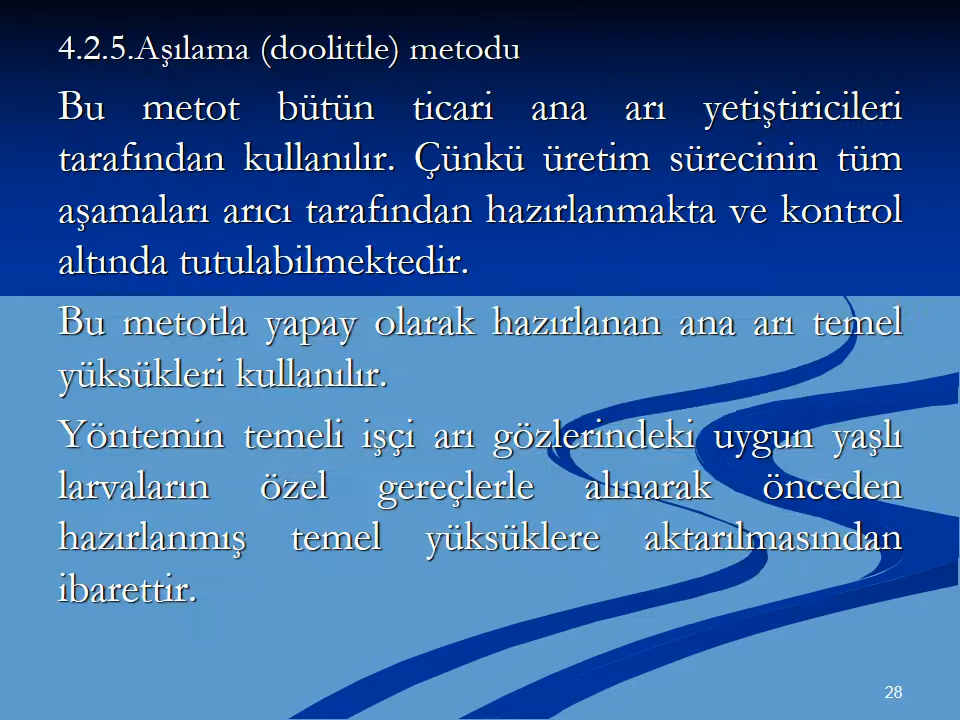 4.2.5.Aşılama (doolittle) metodu
Bu metot bütün ticari ana arı yetiştiricileri
tarafından kullanılır. Çünkü üretim sürecinin tüm
aşamaları arıcı tarafından hazırlanmakta ve kontrol
altında tutulabilmektedir.
Bu metotla yapay olarak hazırlanan ana arı temel
yüksükleri kullanılır.
Yöntemin temeli işçi arı gözlerindeki uygun yaşlı
larvaların özel gereçlerle alınarak önceden
hazırlanmış temel yüksüklere aktarılmasından
ibarettir.
28